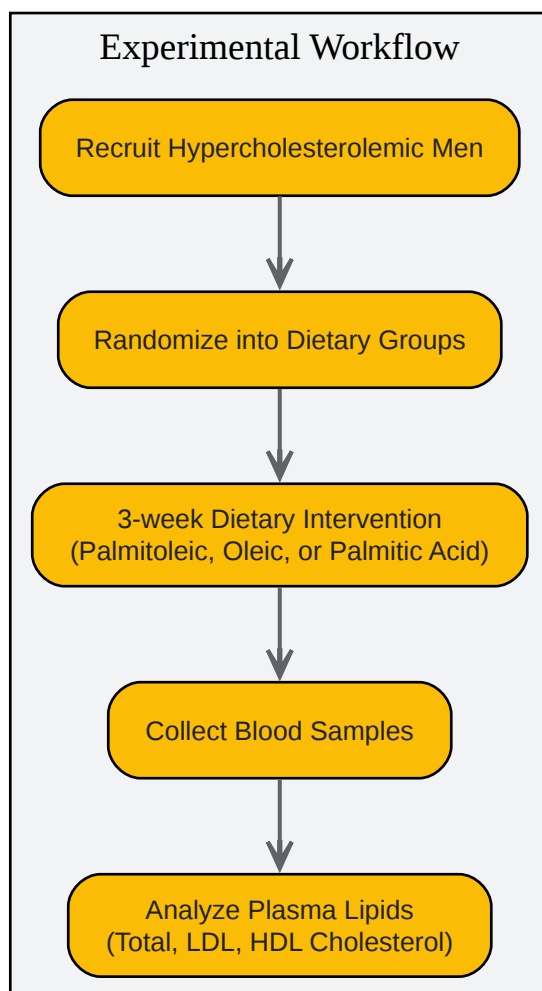 Experimental Workflow
Recruit Hypercholesterolemic Men
Randomize into Dietary Groups
3-week Dietary Intervention
(Palmitoleic, Oleic, or Palmitic Acid)
Collect Blood Samples
Analyze Plasma Lipids
(Total, LDL, HDL Cholesterol)